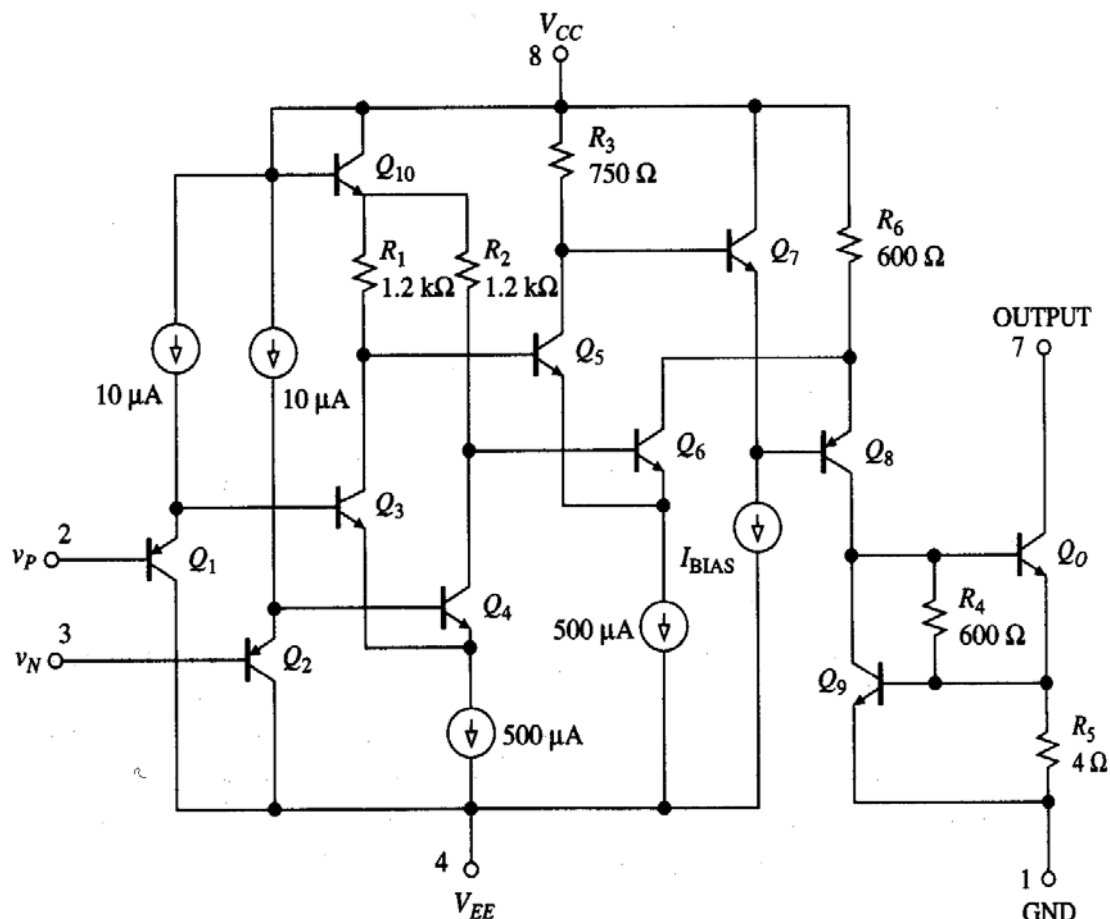 V_CC
8
R_3
750 Ω
Q_10
R_1
1.2 kΩ
R_2
1.2 kΩ
Q_7
R_6
600 Ω
OUTPUT
7
10 μA
10 μA
Q_5
Q_6
Q_8
2
v_P
Q_1
Q_3
I_BIAS
Q_O
3
v_N
Q_2
Q_4
500 μA
R_4
600 Ω
Q_9
500 μA
R_5
4 Ω
4
V_EE
1
GND